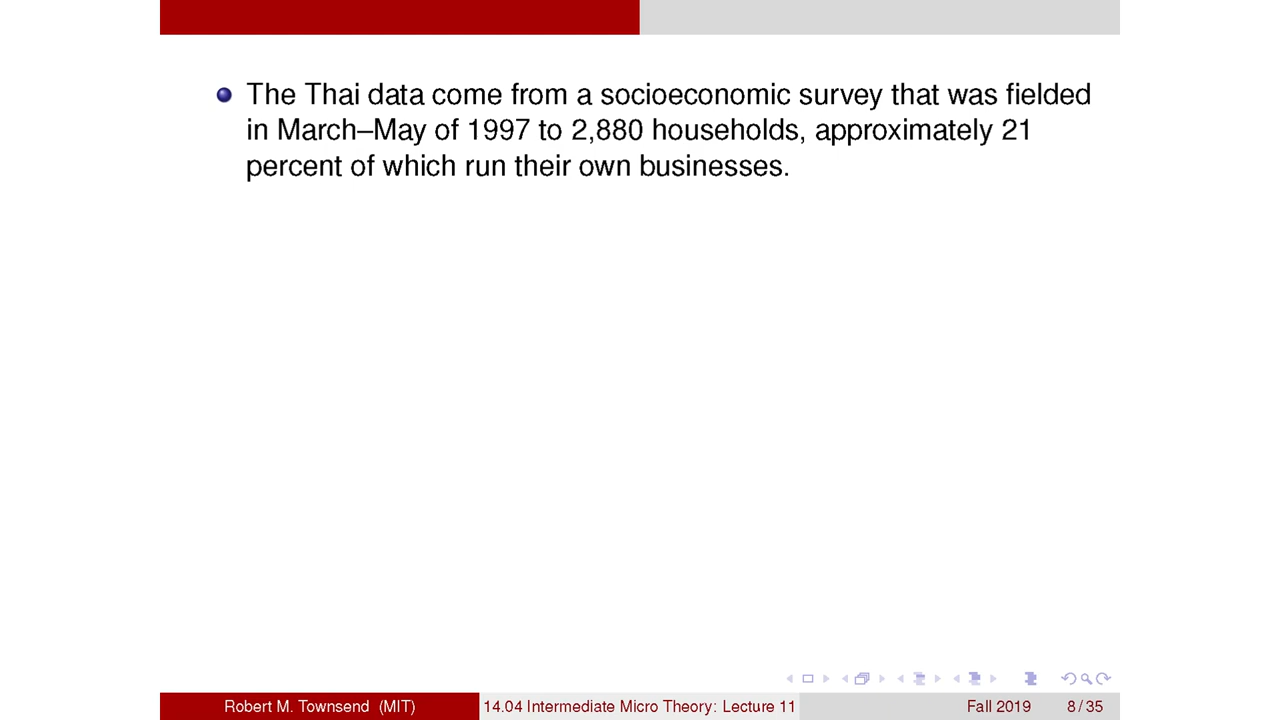 The Thai data come from a socioeconomic survey that was fielded
in March–May of 1997 to 2,880 households, approximately 21
percent of which run their own businesses.
Robert M. Townsend (MIT) 14.04 Intermediate Micro Theory: Lecture 11 Fall 2019 8 / 35